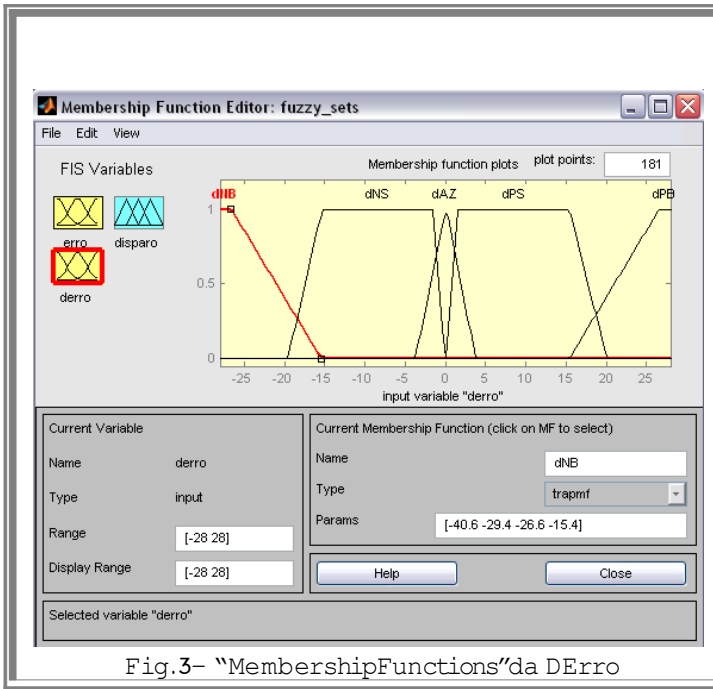 Membership Function Editor: fuzzy_sets
File Edit View
FIS Variables
Membership function plots plot points: 181
erro disparo
derro
dNB dNS dAZ dPS dPB
1
0.5
0
-25 -20 -15 -10 -5 0 5 10 15 20 25
input variable "derro"
Current Variable
Name derro
Type input
Range [-28 28]
Display Range [-28 28]
Current Membership Function (click on MF to select)
Name dNB
Type trapmf
Params [-40.6 -29.4 -26.6 -15.4]
Help Close
Selected variable "derro"
Fig.3– “MembershipFunctions”da DErro